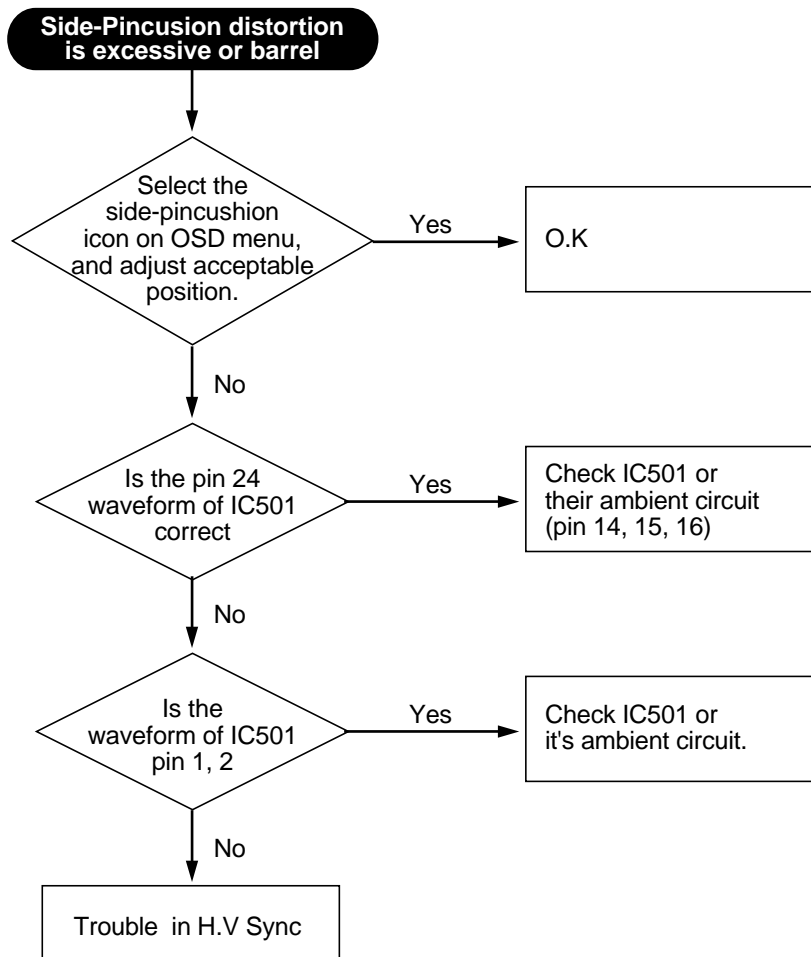 Side-Pincusion distortion
is excessive or barrel
Select the
side-pincushion
icon on OSD menu,
and adjust acceptable
position.
Yes
O.K
No
Is the pin 24
waveform of IC501
correct
Yes
Check IC501 or
their ambient circuit
(pin 14, 15, 16)
No
Is the
waveform of IC501
pin 1, 2
Yes
Check IC501 or
it's ambient circuit.
No
Trouble in H.V Sync